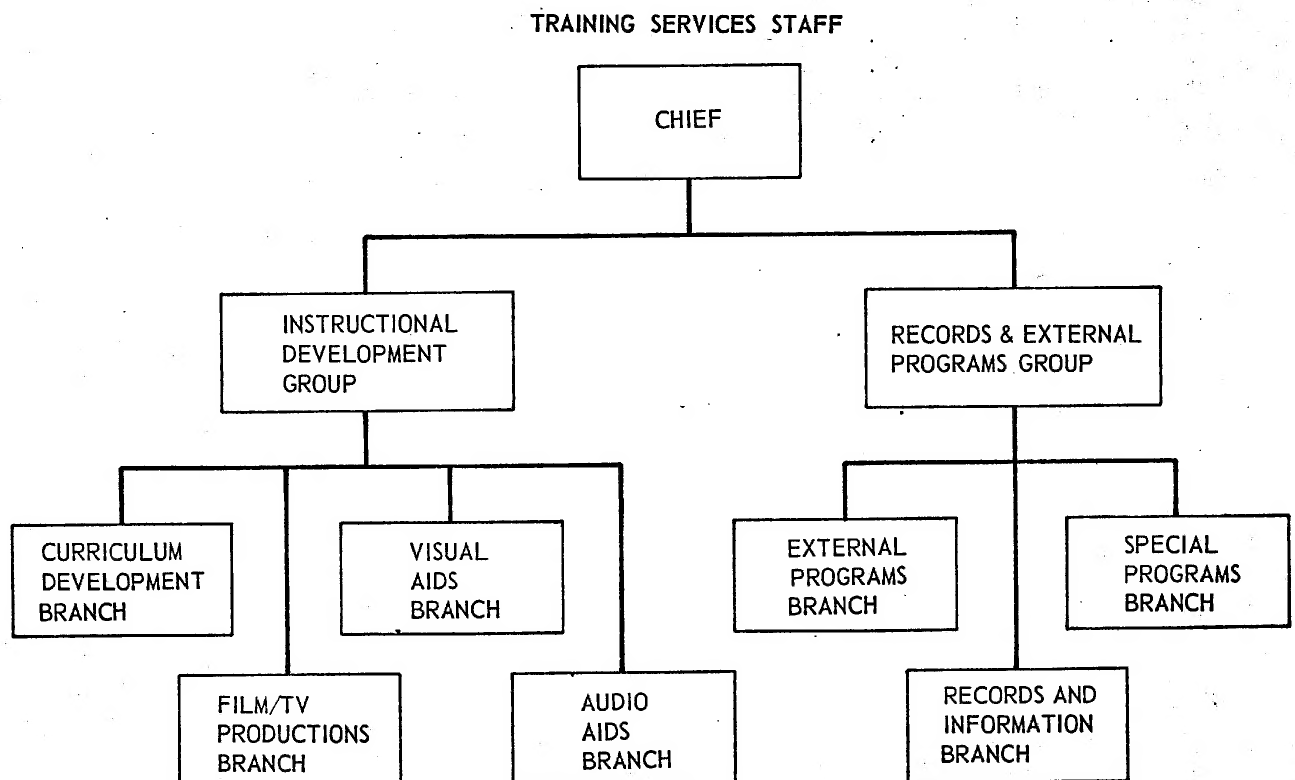 TRAINING SERVICES STAFF
CHIEF
INSTRUCTIONAL
DEVELOPMENT
GROUP
RECORDS & EXTERNAL
PROGRAMS GROUP
CURRICULUM
DEVELOPMENT
BRANCH
VISUAL
AIDS
BRANCH
EXTERNAL
PROGRAMS
BRANCH
SPECIAL
PROGRAMS
BRANCH
FILM/TV
PRODUCTIONS
BRANCH
AUDIO
AIDS
BRANCH
RECORDS AND
INFORMATION
BRANCH